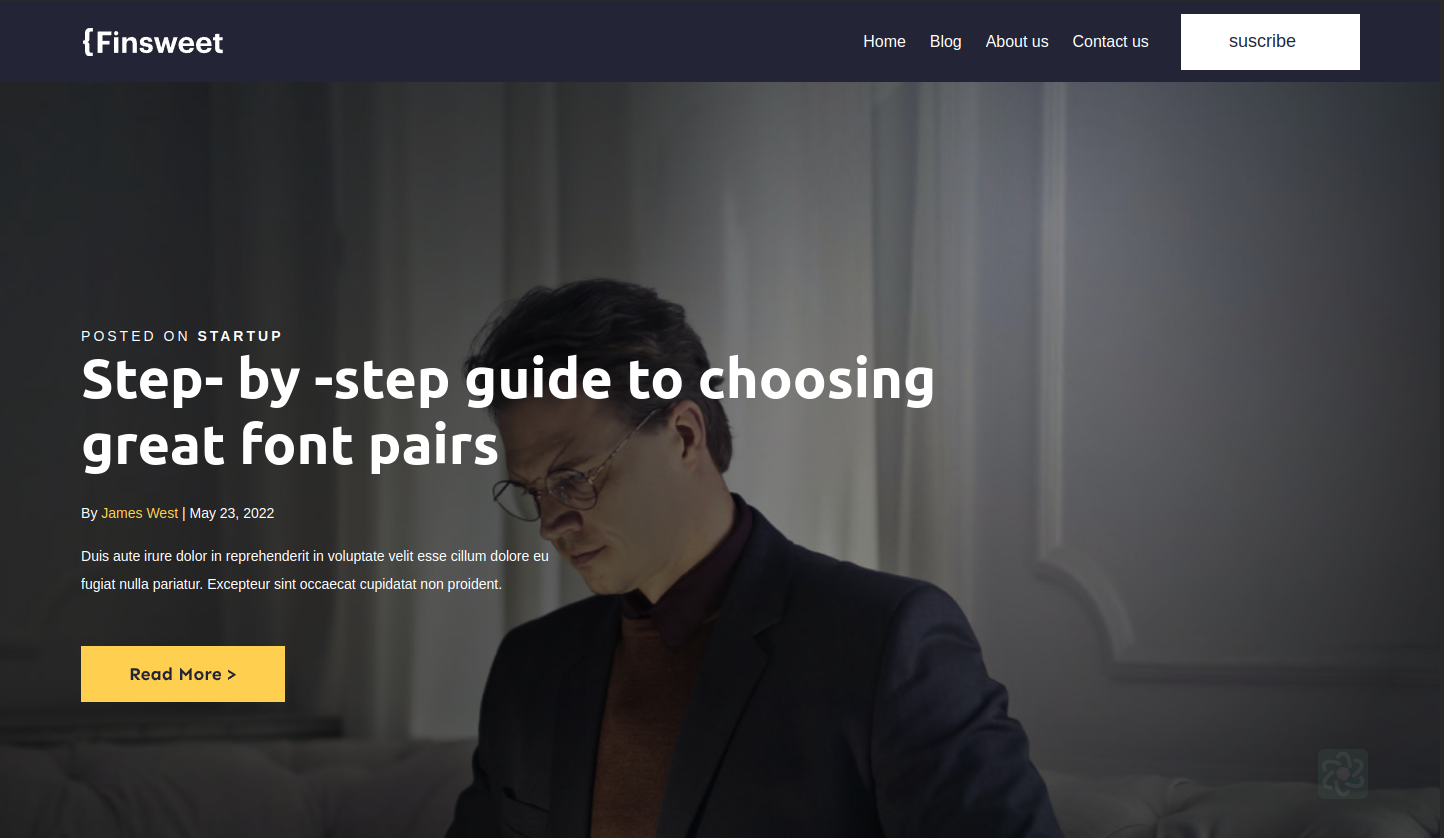 {Finsweet
Home Blog About us Contact us suscribe
POSTED ON STARTUP
Step- by -step guide to choosing
great font pairs
By James West | May 23, 2022
Duis aute irure dolor in reprehenderit in voluptate velit esse cillum dolore eu
fugiat nulla pariatur. Excepteur sint occaecat cupidatat non proident.
Read More >